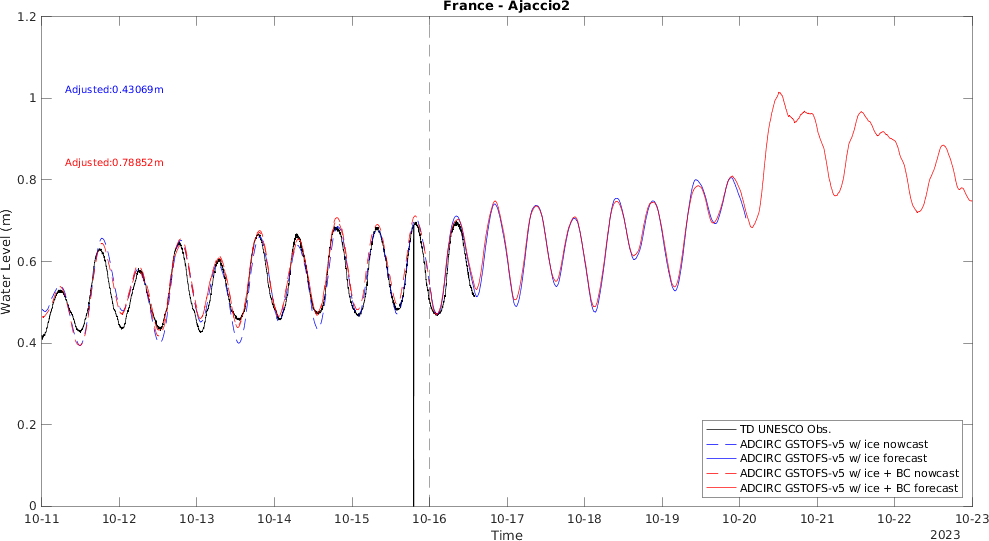 France - Ajaccio2
1.2
1
0.8
0.6
0.4
0.2
0
Water Level (m)
Adjusted:0.43069m
Adjusted:0.78852m
TD UNESCO Obs.
ADCIRC GSTOFS-v5 w/ ice nowcast
ADCIRC GSTOFS-v5 w/ ice forecast
ADCIRC GSTOFS-v5 w/ ice + BC nowcast
ADCIRC GSTOFS-v5 w/ ice + BC forecast
10-11 10-12 10-13 10-14 10-15 10-16 10-17 10-18 10-19 10-20 10-21 10-22 10-23
Time
2023